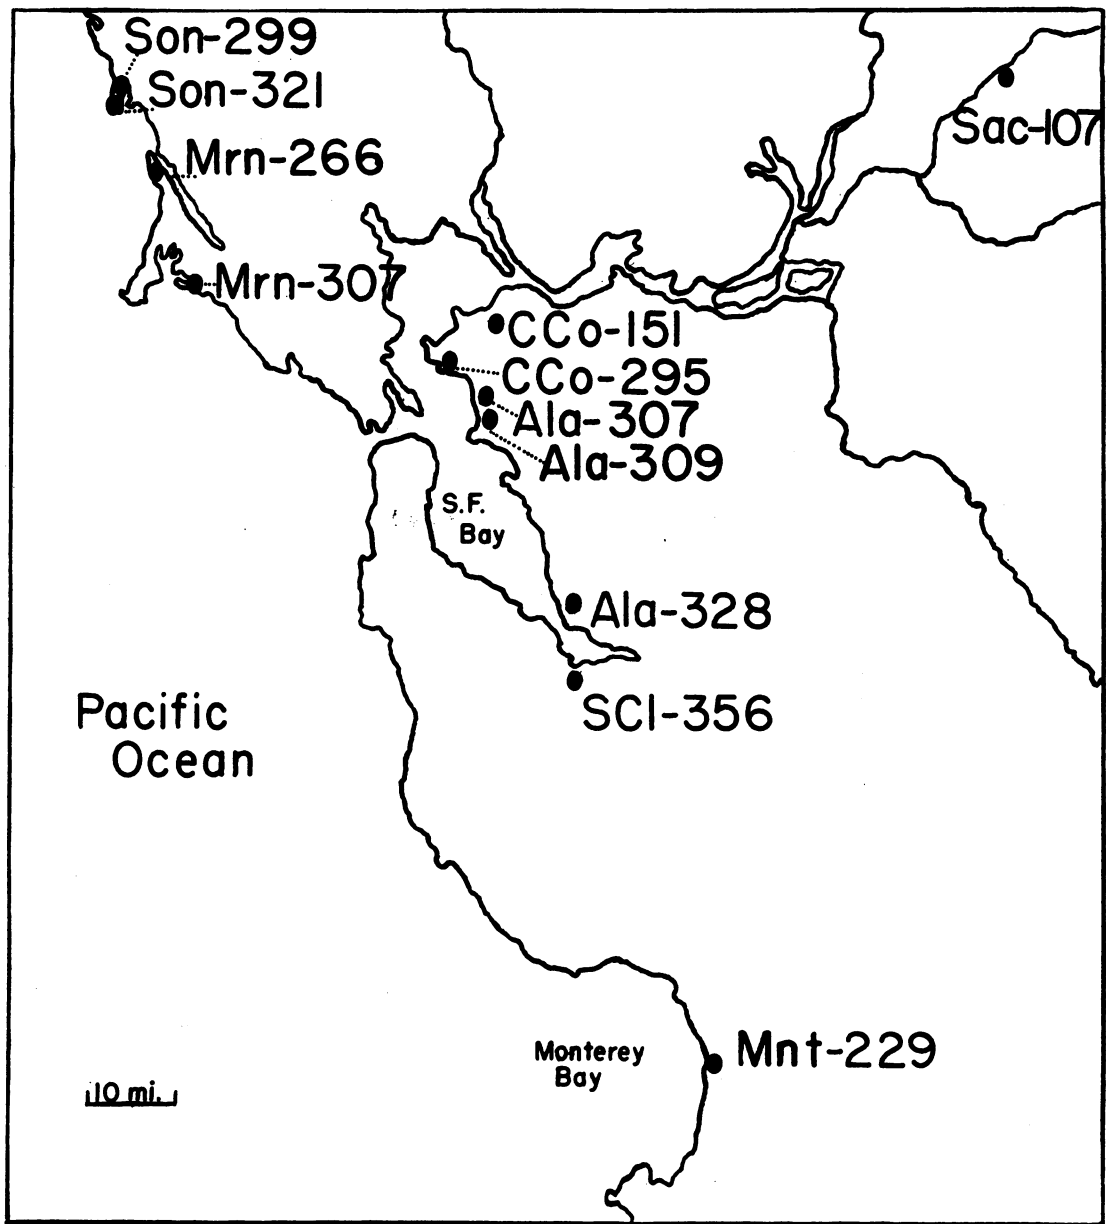 Son-299
Son-321
Sac-107
Mrn-266
Mrn-307
CCo-151
CCo-295
Ala-307
Ala-309
S.F.
Bay
Ala-328
SCl-356
Pacific
Ocean
Monterey
Bay
Mnt-229
10 mi.